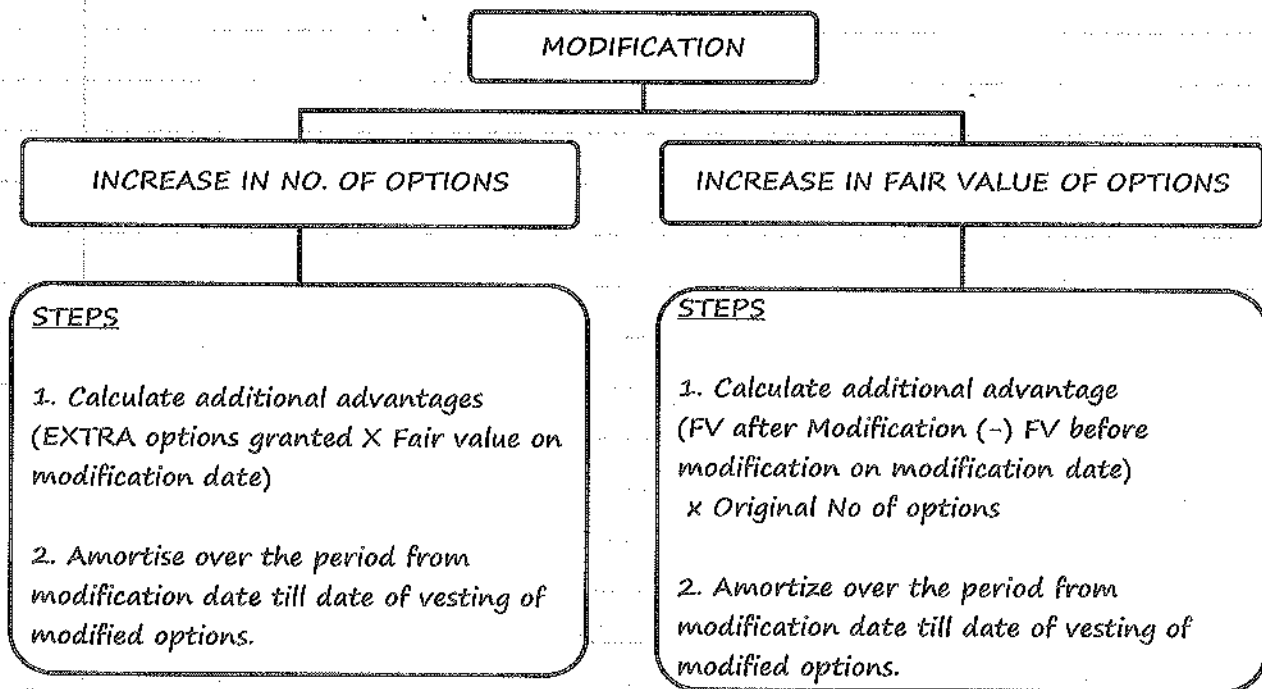 MODIFICATION
INCREASE IN NO. OF OPTIONS
STEPS
1. Calculate additional advantages
(EXTRA options granted X Fair value on
modification date)
2. Amortise over the period from
modification date till date of vesting of
modified options.
INCREASE IN FAIR VALUE OF OPTIONS
STEPS
1. Calculate additional advantage
(FV after Modification (-) FV before
modification on modification date)
x Original No of options
2. Amortize over the period from
modification date till date of vesting of
modified options.